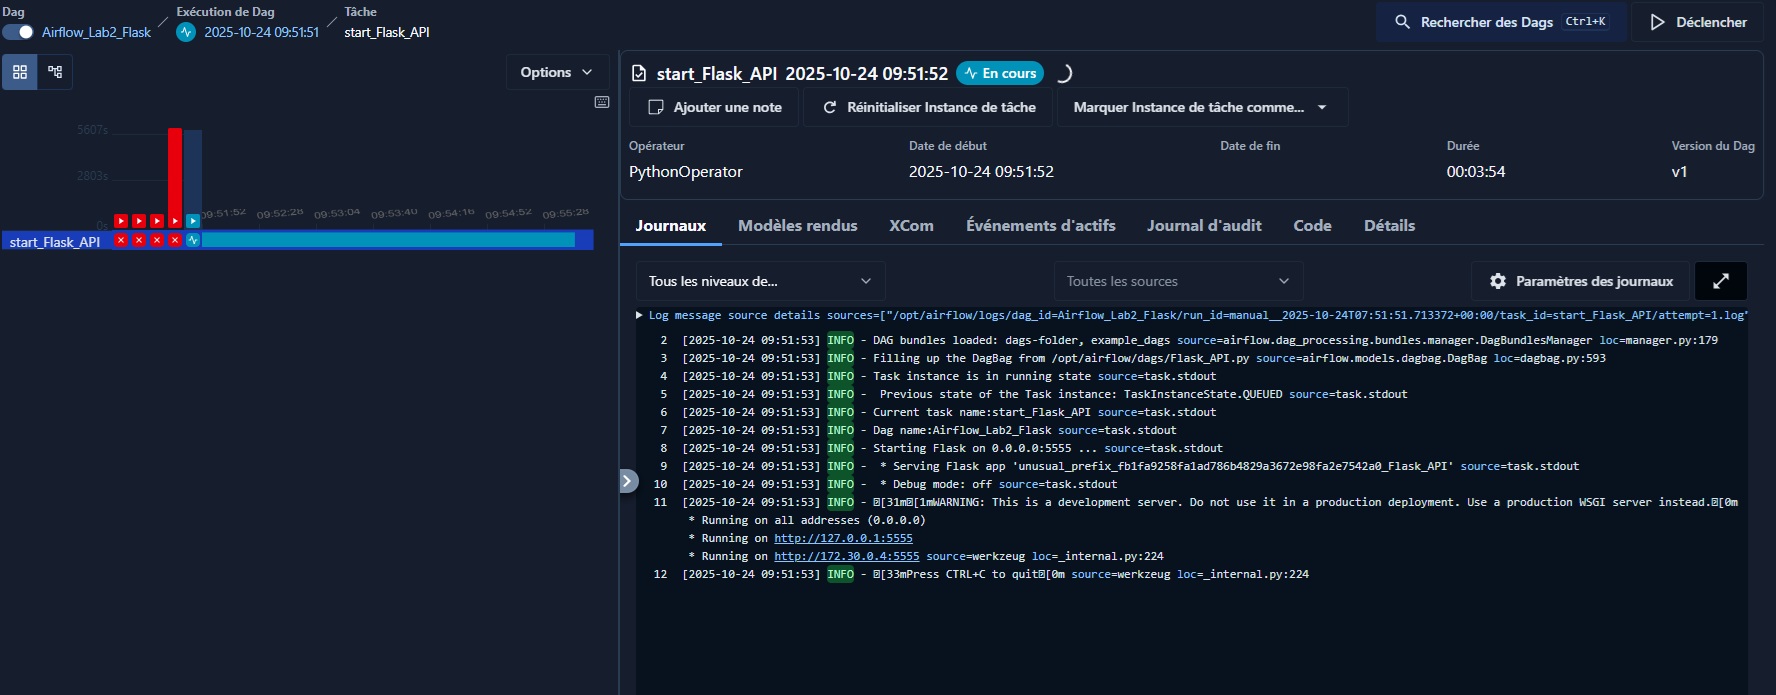 Dag
Airflow_Lab2_Flask
Exécution de Dag
2025-10-24 09:51:51
Tâche
start_Flask_API
Rechercher des Dags Ctrl+K
Déclencher
Options
5607s
2803s
0s
09:51:52 09:52:28 09:53:04 09:53:40 09:54:16 09:54:52 09:55:28
start_Flask_API
start_Flask_API 2025-10-24 09:51:52 En cours
Ajouter une note
Réinitialiser Instance de tâche
Marquer Instance de tâche comme...
Opérateur Date de début Date de fin Durée Version du Dag
PythonOperator 2025-10-24 09:51:52 00:03:54 v1
Journaux Modèles rendus XCom Événements d'actifs Journal d'audit Code Détails
Tous les niveaux de... Toutes les sources Paramètres des journaux
Log message source details sources=["/opt/airflow/logs/dag_id=Airflow_Lab2_Flask/run_id=manual__2025-10-24T07:51:51.713372+00:00/task_id=start_Flask_API/attempt=1.log"
2 [2025-10-24 09:51:53] INFO - DAG bundles loaded: dags-folder, example_dags source=airflow.dag_processing.bundles.manager.DagBundlesManager loc=manager.py:179
3 [2025-10-24 09:51:53] INFO - Filling up the DagBag from /opt/airflow/dags/Flask_API.py source=airflow.models.dagbag.DagBag loc=dagbag.py:593
4 [2025-10-24 09:51:53] INFO - Task instance is in running state source=task.stdout
5 [2025-10-24 09:51:53] INFO -  Previous state of the Task instance: TaskInstanceState.QUEUED source=task.stdout
6 [2025-10-24 09:51:53] INFO - Current task name:start_Flask_API source=task.stdout
7 [2025-10-24 09:51:53] INFO - Dag name:Airflow_Lab2_Flask source=task.stdout
8 [2025-10-24 09:51:53] INFO - Starting Flask on 0.0.0.0:5555 ... source=task.stdout
9 [2025-10-24 09:51:53] INFO -  * Serving Flask app 'unusual_prefix_fb1fa9258fa1ad786b4829a3672e98fa2e7542a0_Flask_API' source=task.stdout
10 [2025-10-24 09:51:53] INFO -  * Debug mode: off source=task.stdout
11 [2025-10-24 09:51:53] INFO - [31m[1mWARNING: This is a development server. Do not use it in a production deployment. Use a production WSGI server instead.[0m
* Running on all addresses (0.0.0.0)
* Running on http://127.0.0.1:5555
* Running on http://172.30.0.4:5555 source=werkzeug loc=_internal.py:224
12 [2025-10-24 09:51:53] INFO - [33mPress CTRL+C to quit[0m source=werkzeug loc=_internal.py:224